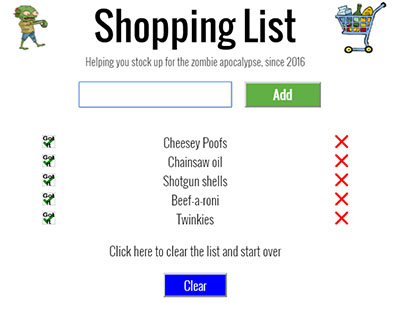 Shopping List
Helping you stock up for the zombie apocalypse, since 2016
Add
Got Cheesey Poofs
Got Chainsaw oil
Got Shotgun shells
Got Beef-a-roni
Got Twinkies
Click here to clear the list and start over
Clear